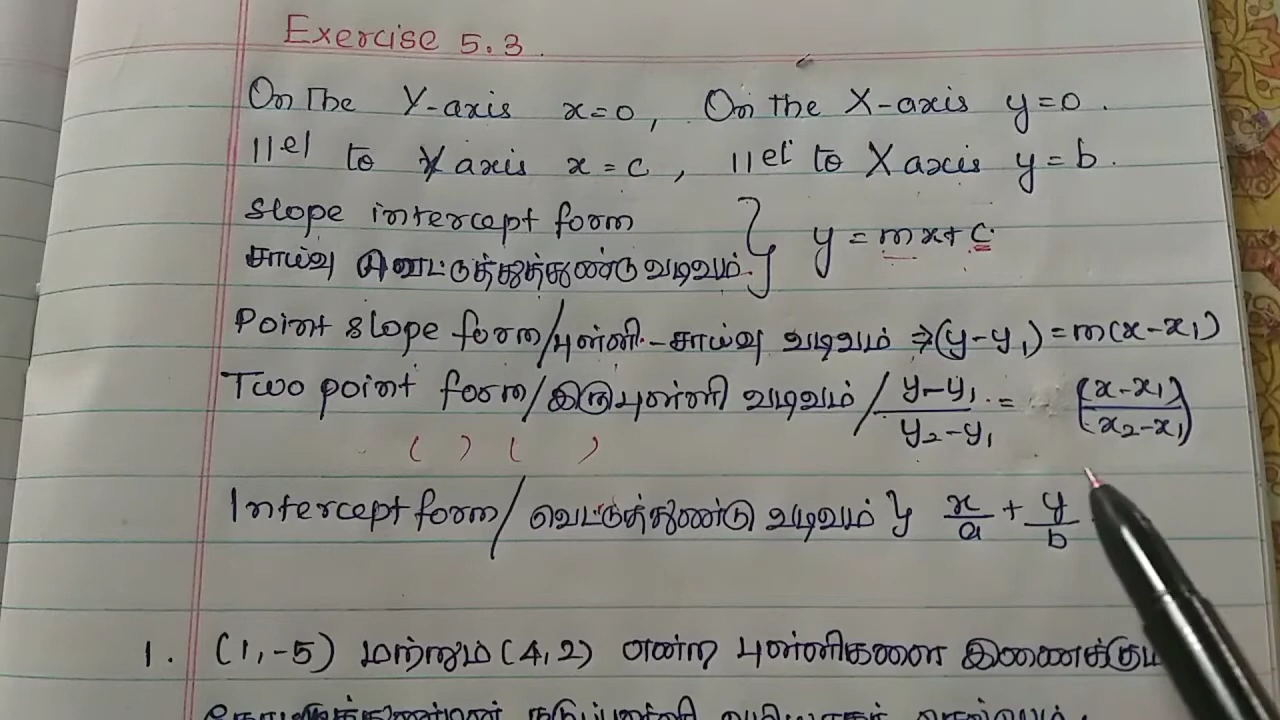 Exercise 5.3
On The Y-axis x=0, On the X-axis y=0.
||el to Y axis x=c, ||el to X axis y=b.
Slope intercept form } y=mx+c
சாய்வு வெட்டுத்துண்டு வடிவம்.
Point slope form/புள்ளி-சாய்வு வடிவம் ⇒(y-y₁)=m(x-x₁)
Two point form/இருபுள்ளி வடிவம்/ y-y₁/y₂-y₁ = (x-x₁)/(x₂-x₁)
( ) ( )
Intercept form/வெட்டுத்துண்டு வடிவம் } x/a + y/b
1. (1,-5) மற்றும் (4,2) என்ற புள்ளிகளை இணைக்கும்